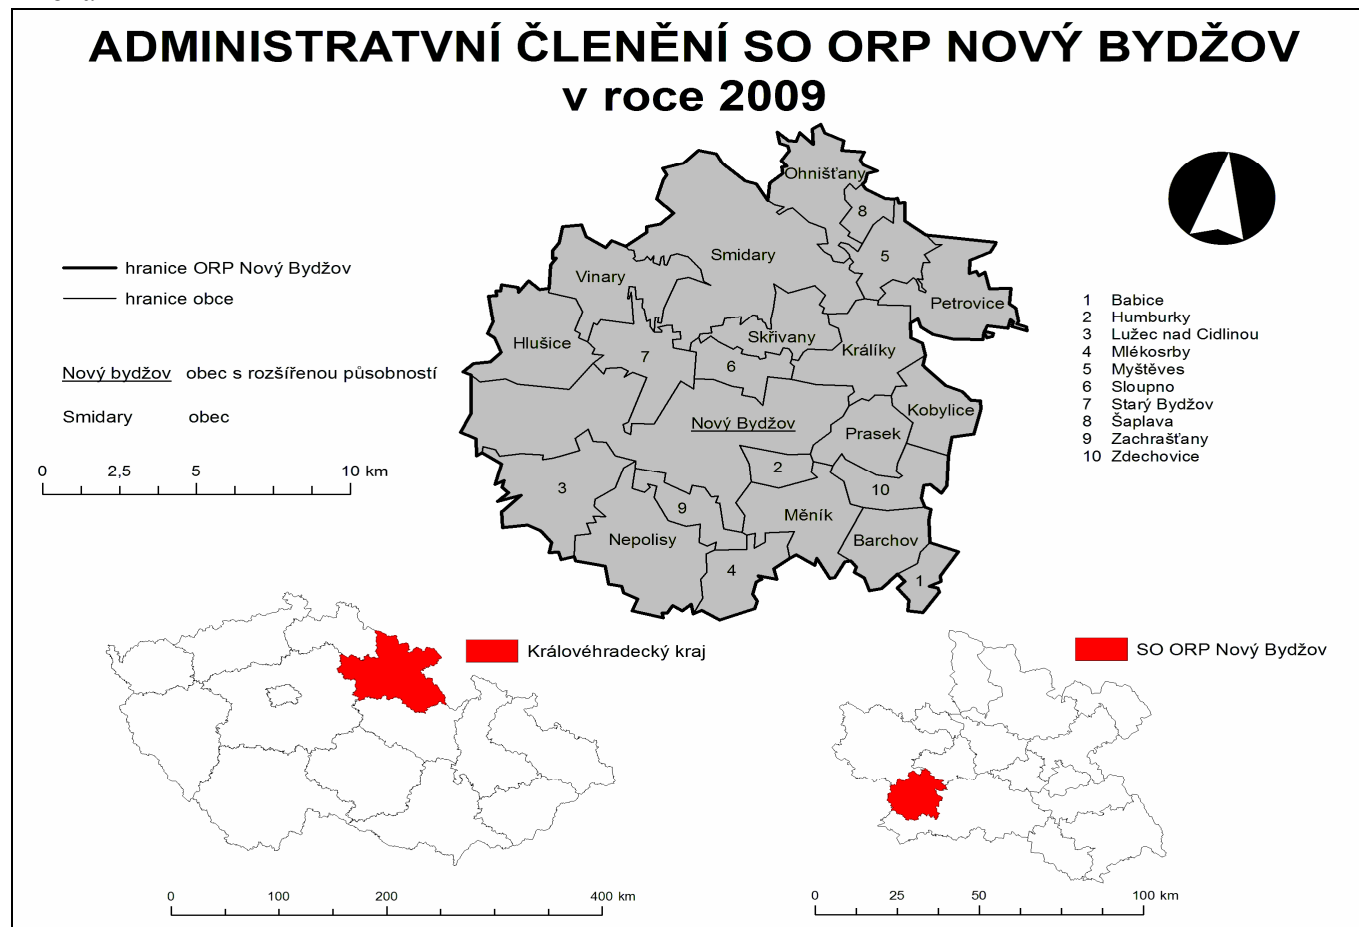 ADMINISTRATVNÍ ČLENĚNÍ SO ORP NOVÝ BYDŽOV
v roce 2009
hranice ORP Nový Bydžov
hranice obce
Nový bydžov obec s rozšířenou působností
Smidary obec
0 2,5 5 10 km
Ohnišťany
8
Smidary
5
Vinary
Petrovice
Skřivany
Hlušice
7
Králíky
6
Kobylice
Nový Bydžov
Prasek
2
3
10
9
Měník
Nepolisy
Barchov
4
1
1 Babice
2 Humburky
3 Lužec nad Cidlinou
4 Mlékosrby
5 Myštěves
6 Sloupno
7 Starý Bydžov
8 Šaplava
9 Zachrašťany
10 Zdechovice
Královéhradecký kraj
0 100 200 400 km
SO ORP Nový Bydžov
0 25 50 100 km